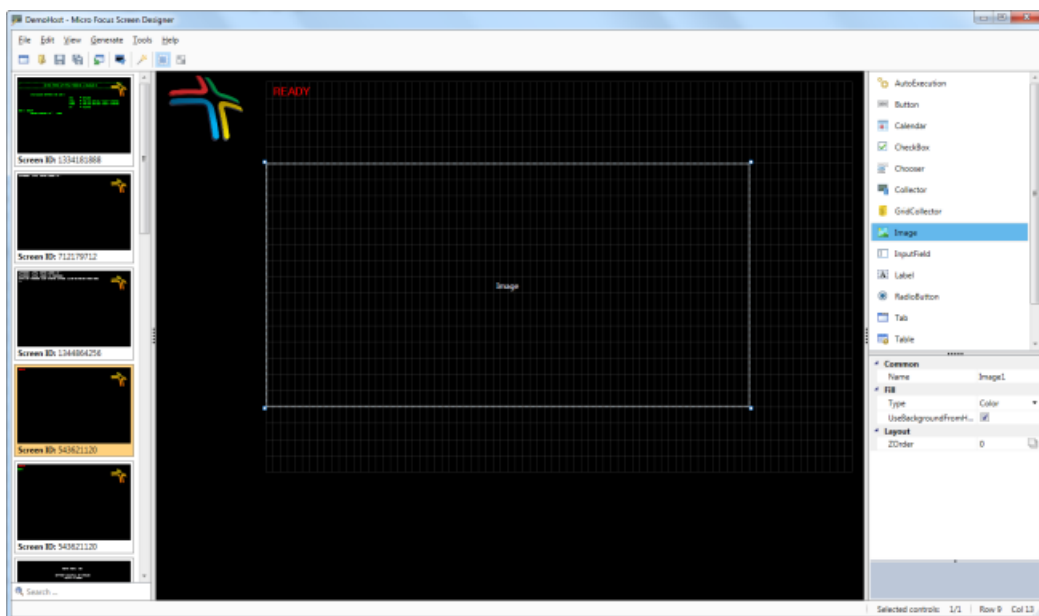 DemoHost - Micro Focus Screen Designer
File Edit View Generate Tools Help
Screen ID: 1334181868
Screen ID: 712179712
Screen ID: 1344864256
Screen ID: 543621120
Screen ID: 543621120
Search ...
READY
Image
AutoExecution
Button
Calendar
CheckBox
Chooser
Collector
GridCollector
Image
InputField
Label
RadioButton
Tab
Table
Common
Name Image1
Fill
Type Color
UseBackgroundFromH...
Layout
ZOrder 0
Selected controls: 1/1 Row 9 Col 13